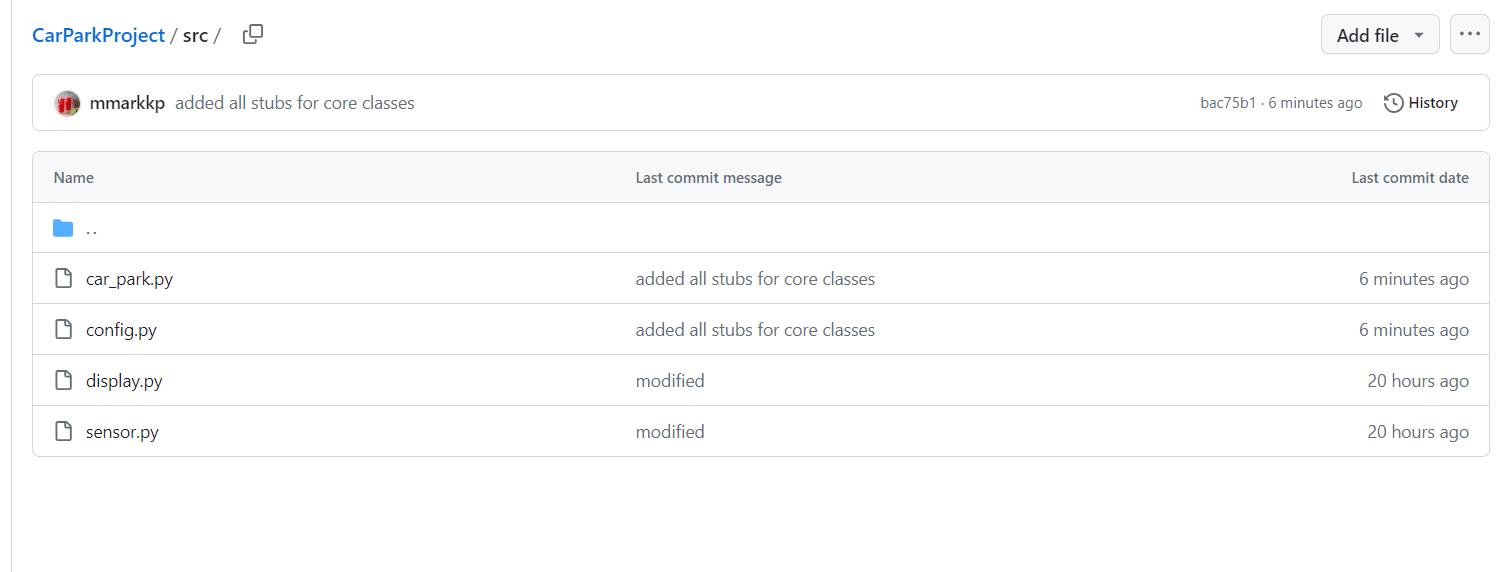 CarParkProject / src / Add file
mmarkkp added all stubs for core classes bac75b1 · 6 minutes ago History
Name Last commit message Last commit date
..
car_park.py added all stubs for core classes 6 minutes ago
config.py added all stubs for core classes 6 minutes ago
display.py modified 20 hours ago
sensor.py modified 20 hours ago